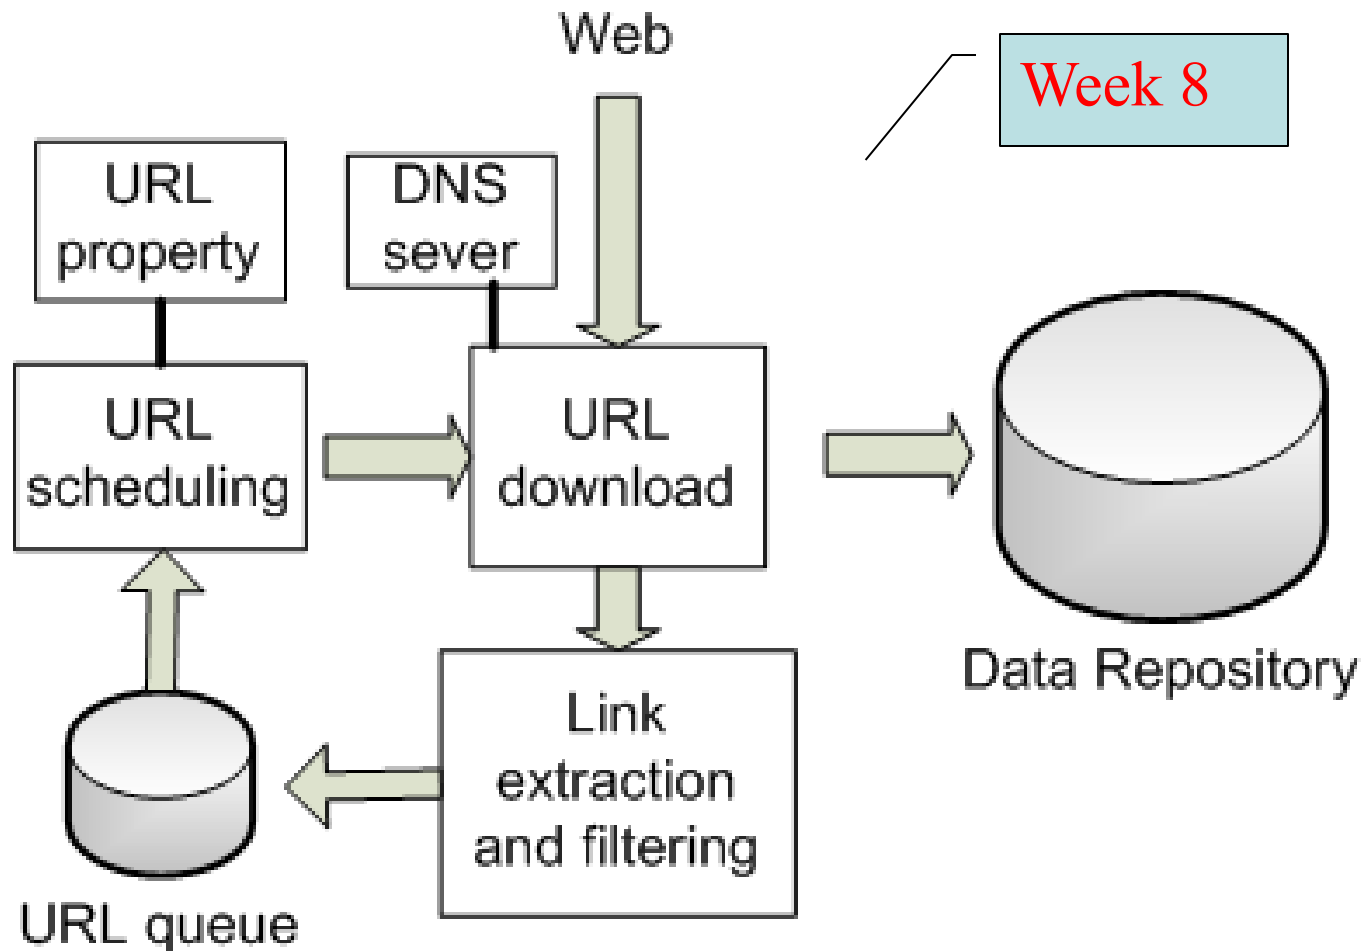 Web
Week 8
URL
property
DNS
sever
URL
scheduling
URL
download
Data Repository
Link
extraction
and filtering
URL queue